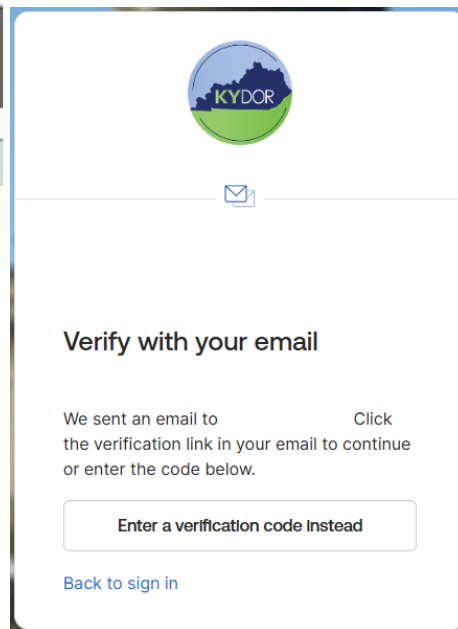 KYDOR
Verify with your email
We sent an email to Click
the verification link in your email to continue
or enter the code below.
Enter a verification code instead
Back to sign in